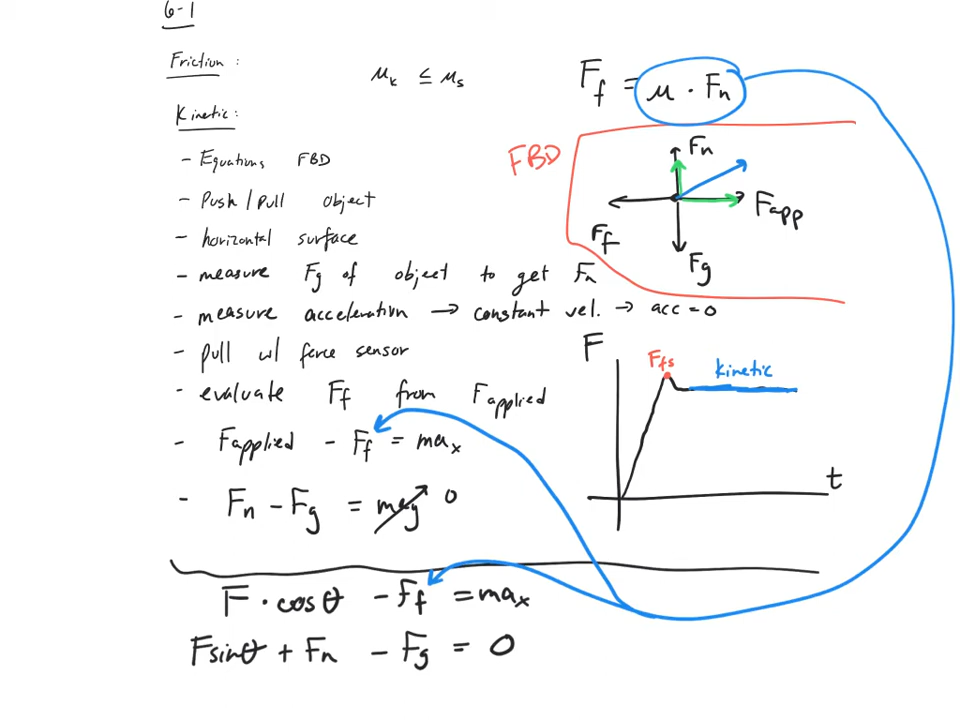 6-1
Friction :
μk ≤ μs
Ff = μ · Fn
Kinetic:
- Equations, FBD
- Push/pull object
- horizontal surface
- measure Fg of object to get Fn
- measure acceleration → constant vel. → acc = 0
- pull w/ force sensor
- evaluate Ff from Fapplied
- Fapplied - Ff = max
- Fn - Fg = may 0
FBD
Fn
Fapp
Ff
Fg
F
Ffs
kinetic
t
F · cosθ - Ff = max
Fsinθ + Fn - Fg = 0